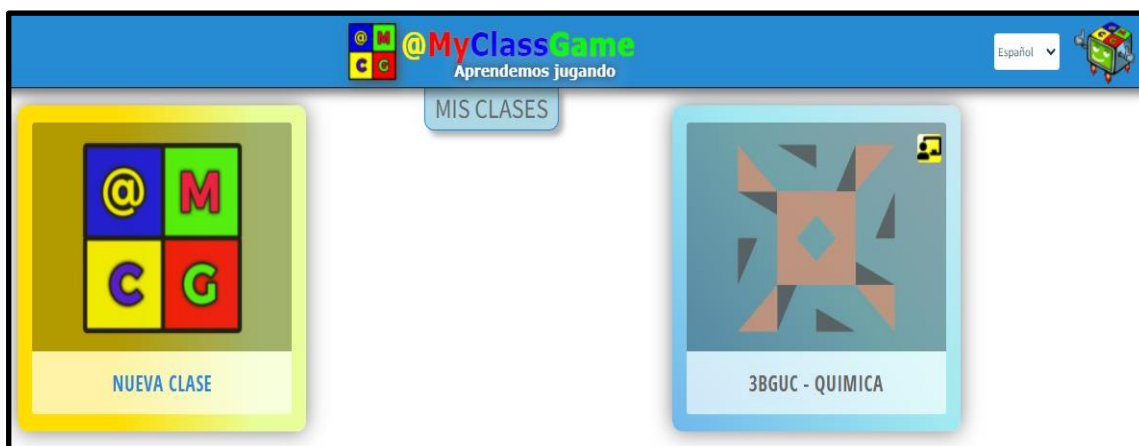 @ M
C G
@MyClassGame
Aprendemos jugando
Español
MIS CLASES
@ M
C G
NUEVA CLASE
3BGUC - QUIMICA